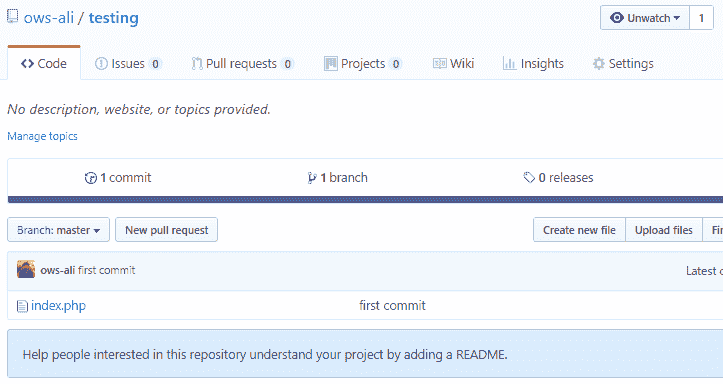 ows-ali / testing
Unwatch 1
Code Issues 0 Pull requests 0 Projects 0 Wiki Insights Settings
No description, website, or topics provided.
Manage topics
1 commit 1 branch 0 releases
Branch: master New pull request Create new file Upload files
ows-ali first commit Latest
index.php first commit
Help people interested in this repository understand your project by adding a README.